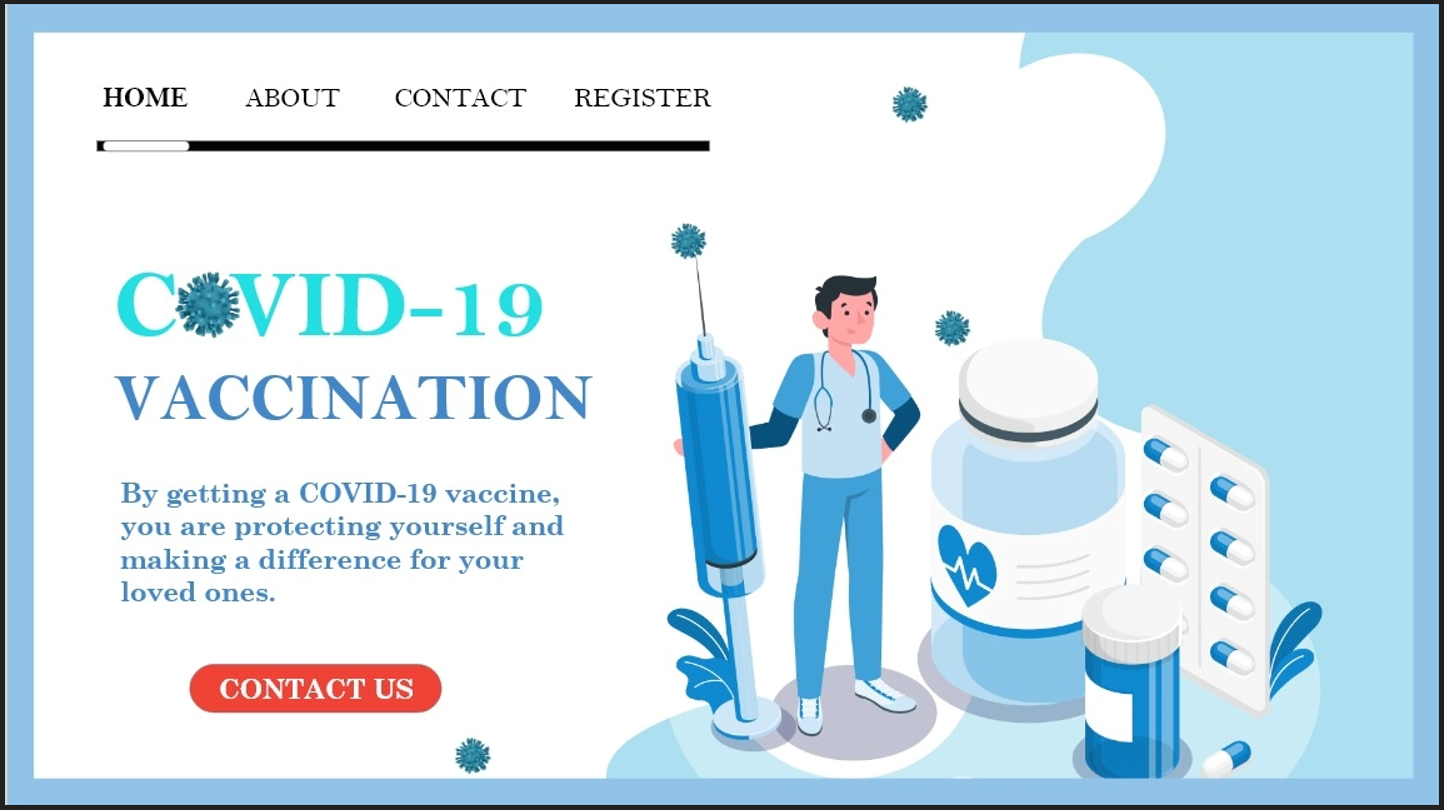 HOME ABOUT CONTACT REGISTER
COVID-19
VACCINATION
By getting a COVID-19 vaccine,
you are protecting yourself and
making a difference for your
loved ones.
CONTACT US